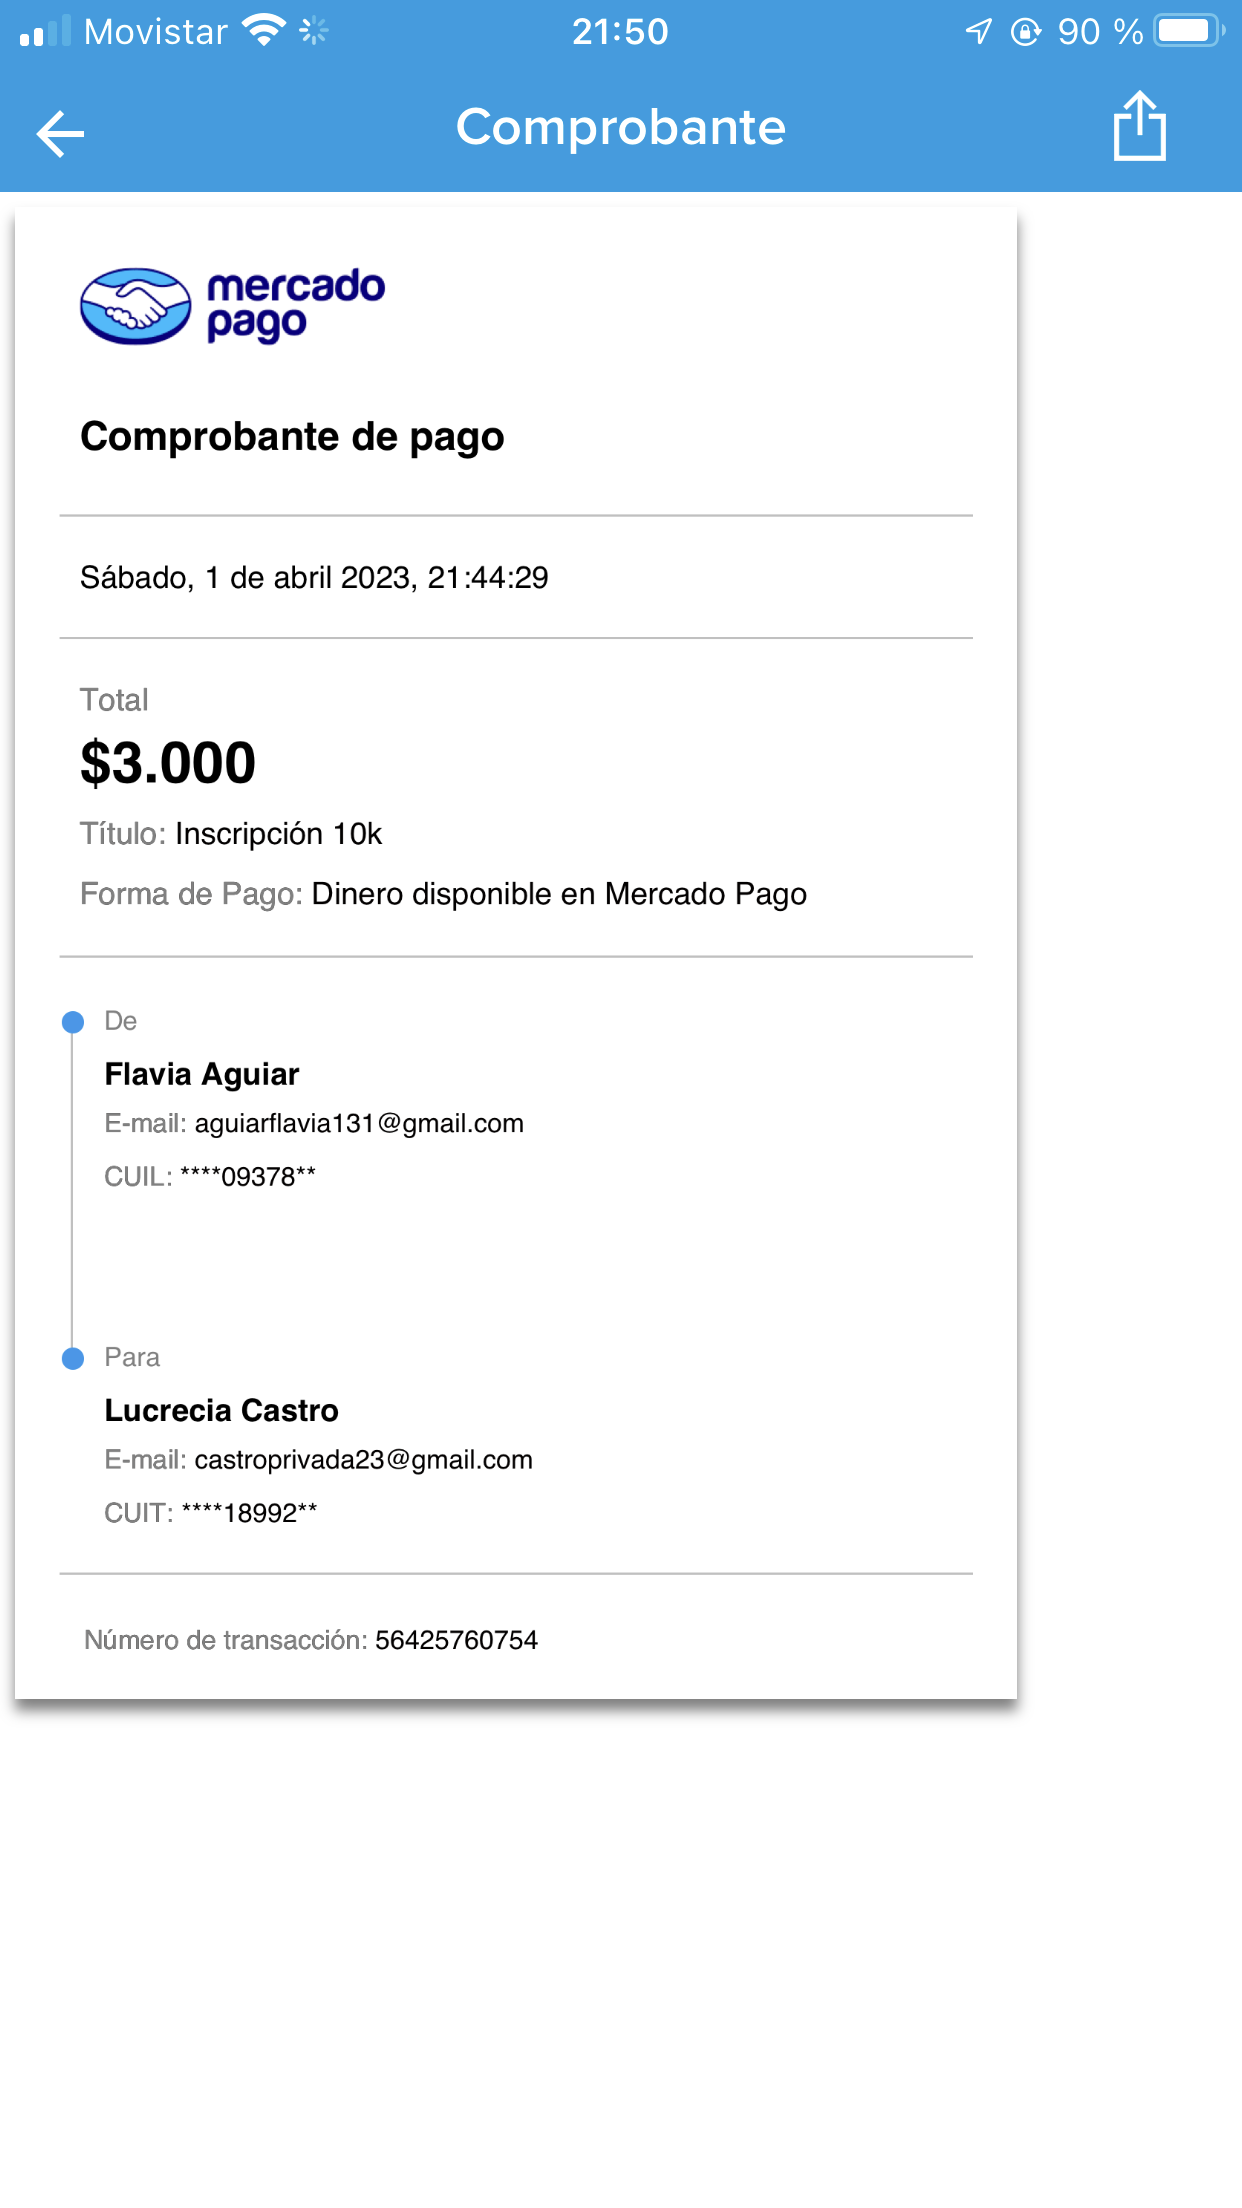 Movistar 21:50 90 %
Comprobante
mercado
pago
Comprobante de pago
Sábado, 1 de abril 2023, 21:44:29
Total
$3.000
Título: Inscripción 10k
Forma de Pago: Dinero disponible en Mercado Pago
De
Flavia Aguiar
E-mail: aguiarflavia131@gmail.com
CUIL: ****09378**
Para
Lucrecia Castro
E-mail: castroprivada23@gmail.com
CUIT: ****18992**
Número de transacción: 56425760754